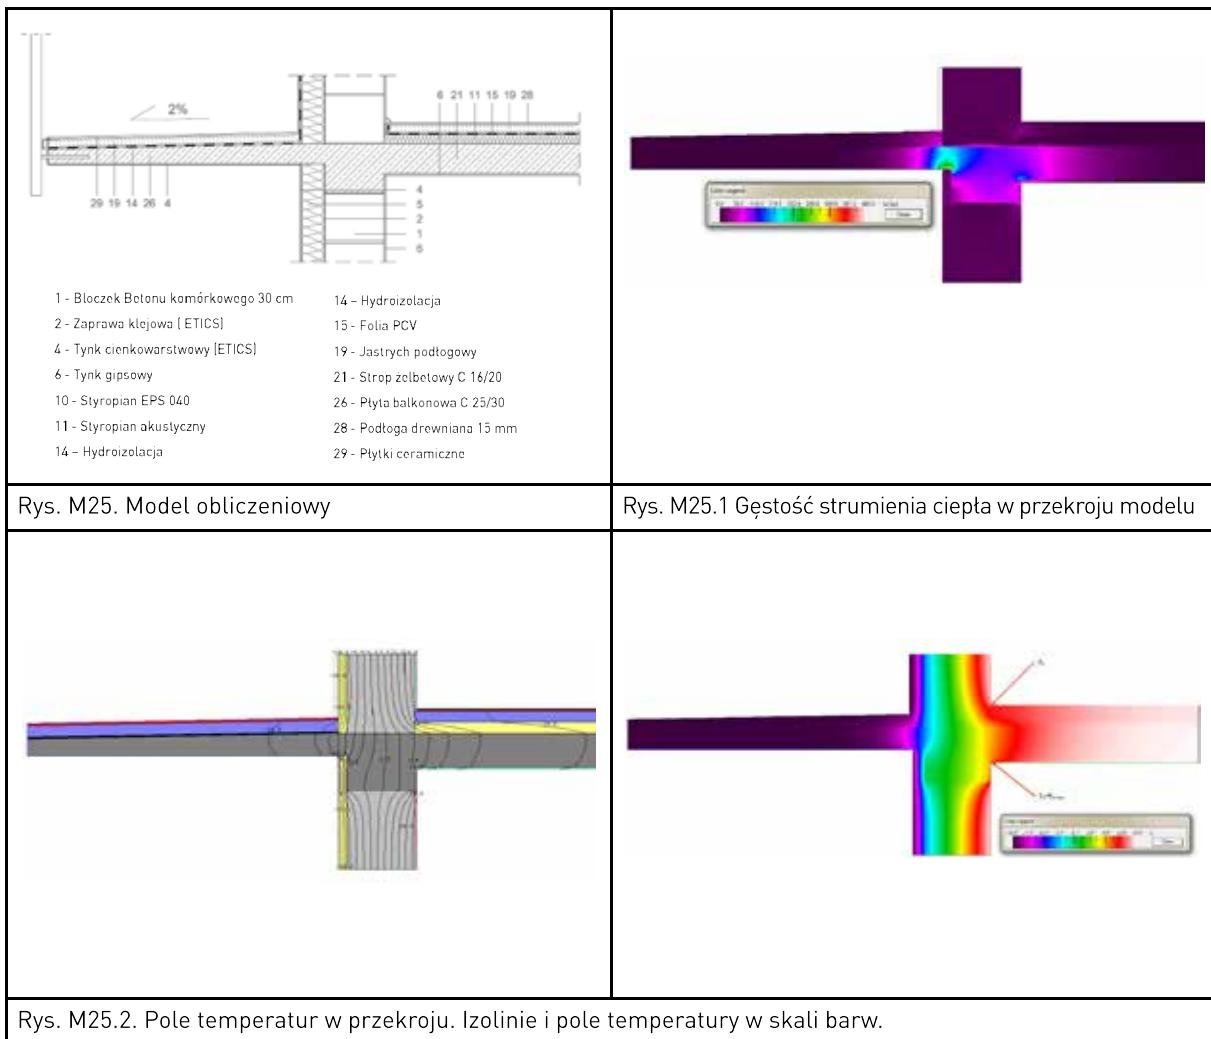 2%
6 21 11 15 19 28
29 19 14 26 4
4
5
2
1
6
1 - Bloczek Betonu komórkowego 30 cm
2 - Zaprawa klejowa ( ETICS)
4 - Tynk cienkowarstwowy (ETICS)
6 - Tynk gipsowy
10 - Styropian EPS 040
11 - Styropian akustyczny
14 – Hydroizolacja
14 – Hydroizolacja
15 - Folia PCV
19 - Jastrych podłogowy
21 - Strop żelbetowy C 16/20
26 - Płyta balkonowa C 25/30
28 - Podłoga drewniana 15 mm
29 - Płytki ceramiczne
Rys. M25. Model obliczeniowy
Rys. M25.1 Gęstość strumienia ciepła w przekroju modelu
Rys. M25.2. Pole temperatur w przekroju. Izolinie i pole temperatury w skali barw.